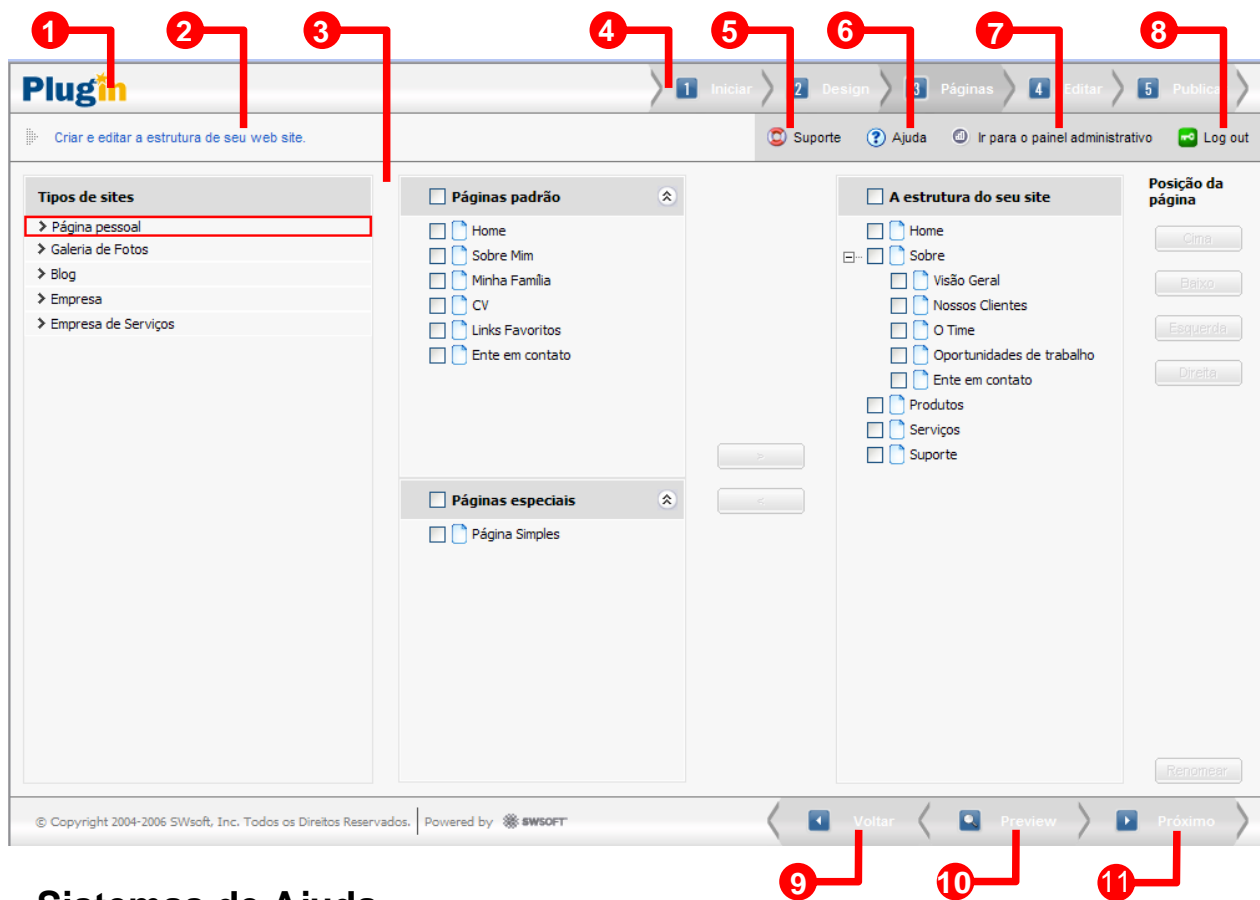 1 2 3 4 5 6 7 8
Plugin
1 Iniciar 2 Design 3 Páginas 4 Editar 5 Publica
Criar e editar a estrutura de seu web site.
Suporte Ajuda Ir para o painel administrativo Log out
Tipos de sites
Página pessoal
Galeria de Fotos
Blog
Empresa
Empresa de Serviços
Páginas padrão
Home
Sobre Mim
Minha Família
CV
Links Favoritos
Ente em contato
Páginas especiais
Página Simples
>
<
A estrutura do seu site
Home
Sobre
Visão Geral
Nossos Clientes
O Time
Oportunidades de trabalho
Ente em contato
Produtos
Serviços
Suporte
Posição da
página
Cima
Baixo
Esquerda
Direita
Renomear
© Copyright 2004-2006 SWsoft, Inc. Todos os Direitos Reservados. Powered by SWSOFT
Voltar Preview Próximo
9 10 11
Sistemas de Ajuda